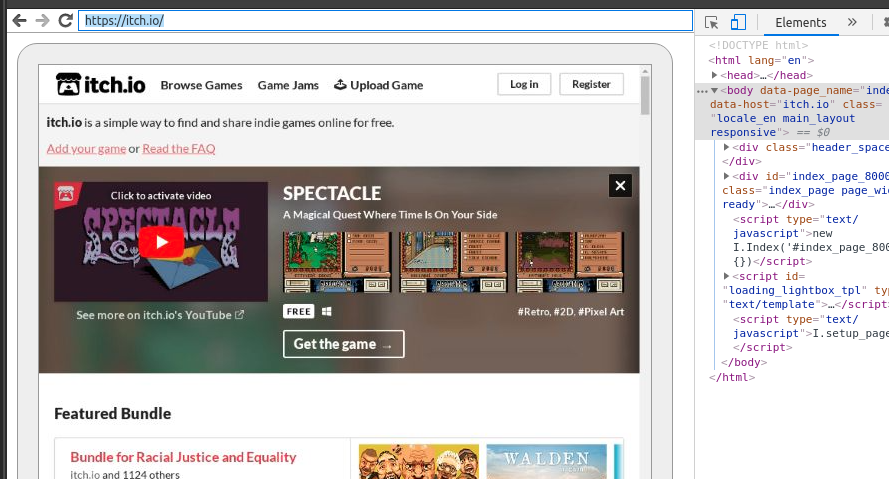 https://itch.io/
Elements
itch.io Browse Games Game Jams Upload Game Log in Register
itch.io is a simple way to find and share indie games online for free.
Add your game or Read the FAQ
Click to activate video
SPECTACLE
See more on itch.io's YouTube
SPECTACLE
A Magical Quest Where Time Is On Your Side
FREE
#Retro, #2D, #Pixel Art
Get the game →
Featured Bundle
Bundle for Racial Justice and Equality
itch.io and 1124 others
WALDEN
<!DOCTYPE html>
<html lang="en">
<head>…</head>
<body data-page_name="inde
data-host="itch.io" class=
"locale_en main_layout
responsive"> == $0
<div class="header_space
</div>
<div id="index_page_8000
class="index_page page_wi
ready">…</div>
<script type="text/
javascript">new
I.Index('#index_page_800
{})</script>
<script id=
"loading_lightbox_tpl" typ
"text/template">…</script>
<script type="text/
javascript">I.setup_page
</script>
</body>
</html>